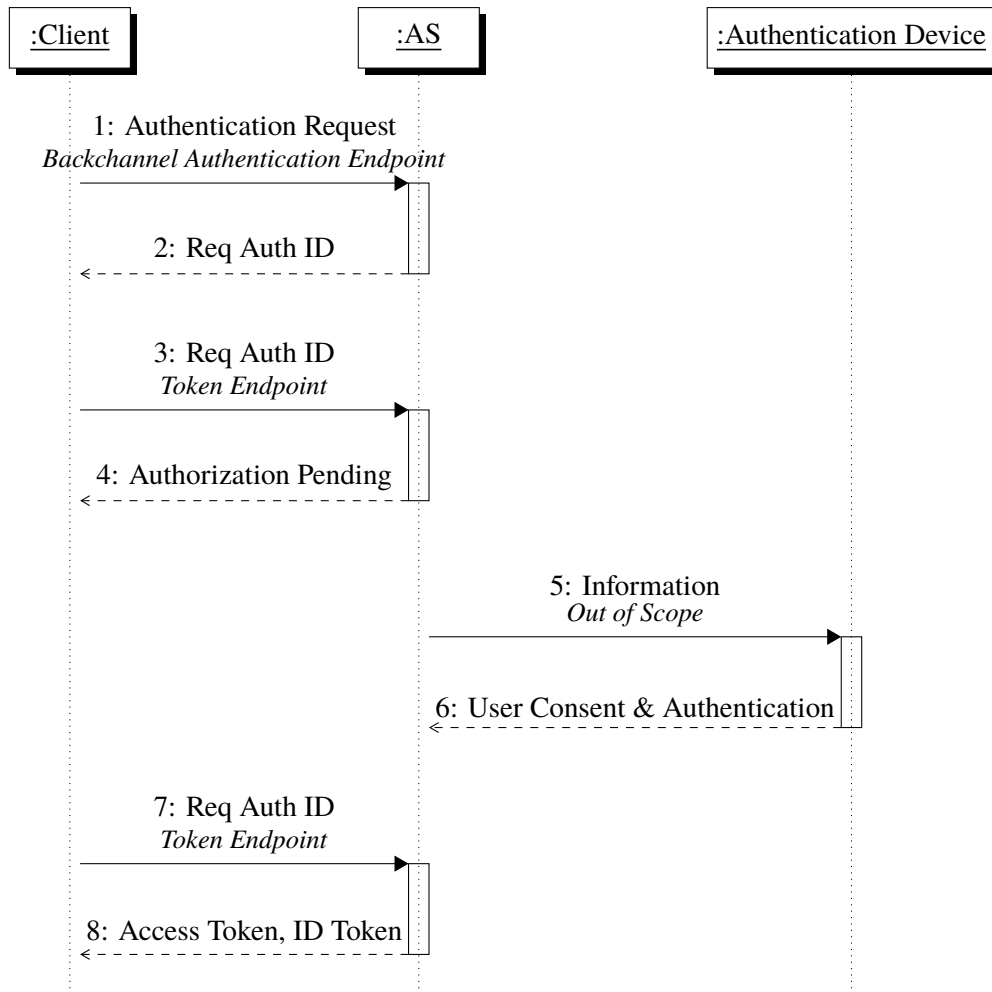 :Client
:AS
:Authentication Device
1: Authentication Request
Backchannel Authentication Endpoint
2: Req Auth ID
3: Req Auth ID
Token Endpoint
4: Authorization Pending
5: Information
Out of Scope
6: User Consent & Authentication
7: Req Auth ID
Token Endpoint
8: Access Token, ID Token